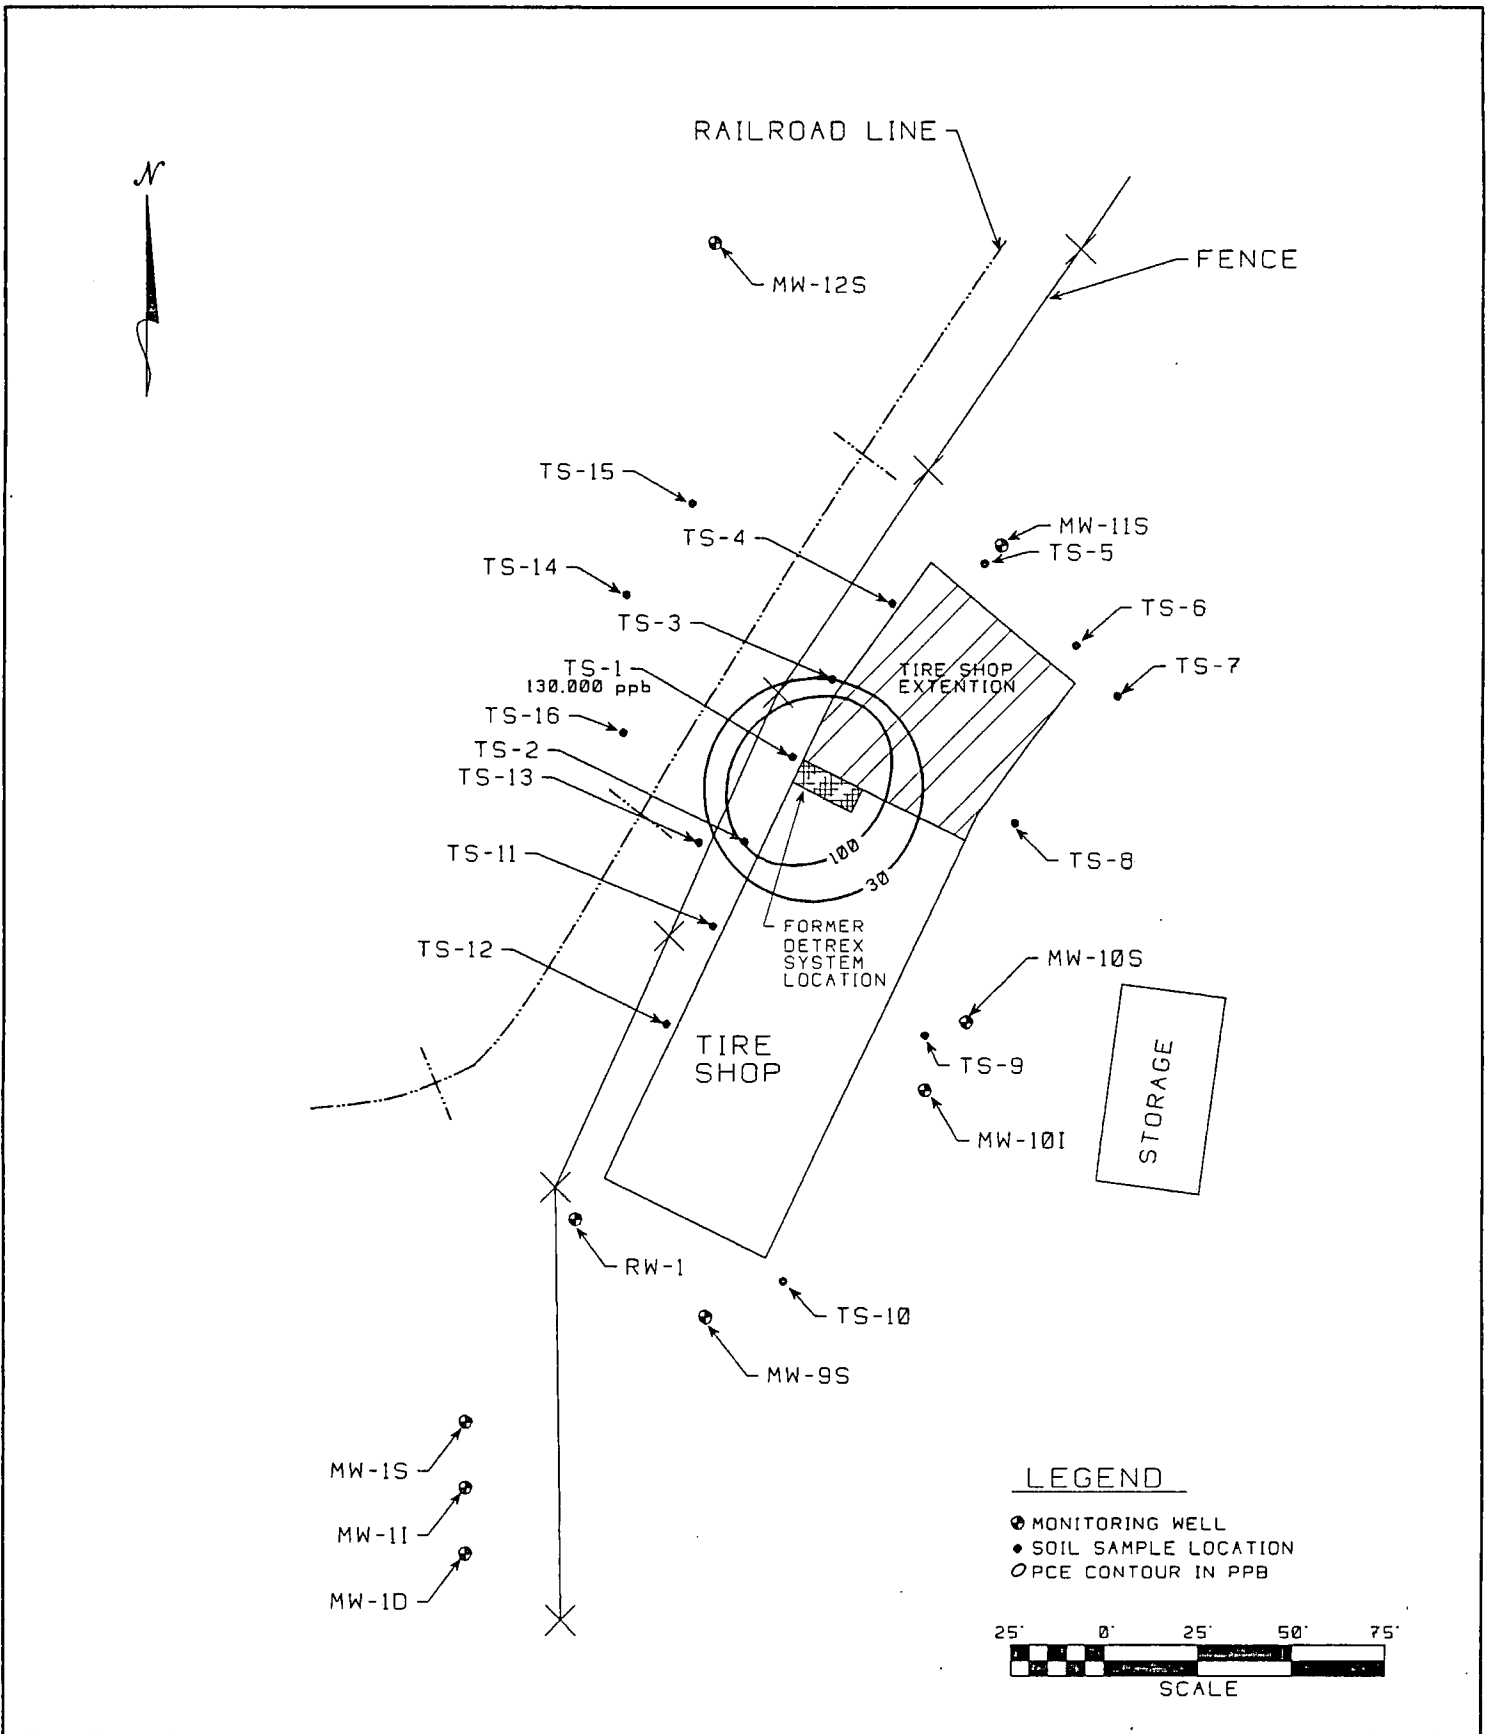 RAILROAD LINE
N
FENCE
MW-12S
TS-15
MW-11S
TS-4
TS-5
TS-14
TS-6
TS-3
TS-7
TS-1
130.000 ppb
TIRE SHOP
EXTENTION
TS-16
TS-2
TS-13
TS-11
100
30
TS-8
FORMER
DETREX
SYSTEM
LOCATION
TS-12
MW-10S
TIRE
SHOP
TS-9
STORAGE
MW-10I
RW-1
TS-10
MW-9S
MW-1S
MW-1I
MW-1D
LEGEND
MONITORING WELL
SOIL SAMPLE LOCATION
PCE CONTOUR IN PPB
25' 0' 25' 50' 75'
SCALE